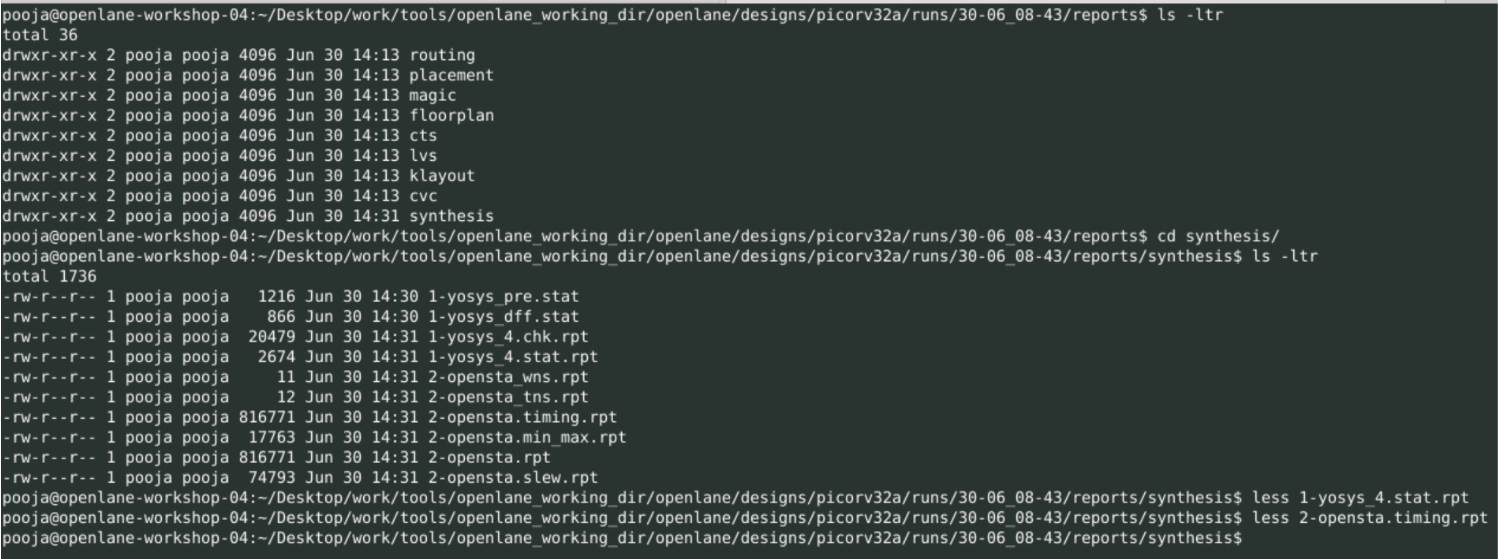 pooja@openlane-workshop-04:~/Desktop/work/tools/openlane_working_dir/openlane/designs/picorv32a/runs/30-06_08-43/reports$ ls -ltr
total 36
drwxr-xr-x 2 pooja pooja 4096 Jun 30 14:13 routing
drwxr-xr-x 2 pooja pooja 4096 Jun 30 14:13 placement
drwxr-xr-x 2 pooja pooja 4096 Jun 30 14:13 magic
drwxr-xr-x 2 pooja pooja 4096 Jun 30 14:13 floorplan
drwxr-xr-x 2 pooja pooja 4096 Jun 30 14:13 cts
drwxr-xr-x 2 pooja pooja 4096 Jun 30 14:13 lvs
drwxr-xr-x 2 pooja pooja 4096 Jun 30 14:13 klayout
drwxr-xr-x 2 pooja pooja 4096 Jun 30 14:13 cvc
drwxr-xr-x 2 pooja pooja 4096 Jun 30 14:31 synthesis
pooja@openlane-workshop-04:~/Desktop/work/tools/openlane_working_dir/openlane/designs/picorv32a/runs/30-06_08-43/reports$ cd synthesis/
pooja@openlane-workshop-04:~/Desktop/work/tools/openlane_working_dir/openlane/designs/picorv32a/runs/30-06_08-43/reports/synthesis$ ls -ltr
total 1736
-rw-r--r-- 1 pooja pooja   1216 Jun 30 14:30 1-yosys_pre.stat
-rw-r--r-- 1 pooja pooja    866 Jun 30 14:30 1-yosys_dff.stat
-rw-r--r-- 1 pooja pooja  20479 Jun 30 14:31 1-yosys_4.chk.rpt
-rw-r--r-- 1 pooja pooja   2674 Jun 30 14:31 1-yosys_4.stat.rpt
-rw-r--r-- 1 pooja pooja     11 Jun 30 14:31 2-opensta_wns.rpt
-rw-r--r-- 1 pooja pooja     12 Jun 30 14:31 2-opensta_tns.rpt
-rw-r--r-- 1 pooja pooja 816771 Jun 30 14:31 2-opensta.timing.rpt
-rw-r--r-- 1 pooja pooja  17763 Jun 30 14:31 2-opensta.min_max.rpt
-rw-r--r-- 1 pooja pooja 816771 Jun 30 14:31 2-opensta.rpt
-rw-r--r-- 1 pooja pooja  74793 Jun 30 14:31 2-opensta.slew.rpt
pooja@openlane-workshop-04:~/Desktop/work/tools/openlane_working_dir/openlane/designs/picorv32a/runs/30-06_08-43/reports/synthesis$ less 1-yosys_4.stat.rpt
pooja@openlane-workshop-04:~/Desktop/work/tools/openlane_working_dir/openlane/designs/picorv32a/runs/30-06_08-43/reports/synthesis$ less 2-opensta.timing.rpt
pooja@openlane-workshop-04:~/Desktop/work/tools/openlane_working_dir/openlane/designs/picorv32a/runs/30-06_08-43/reports/synthesis$